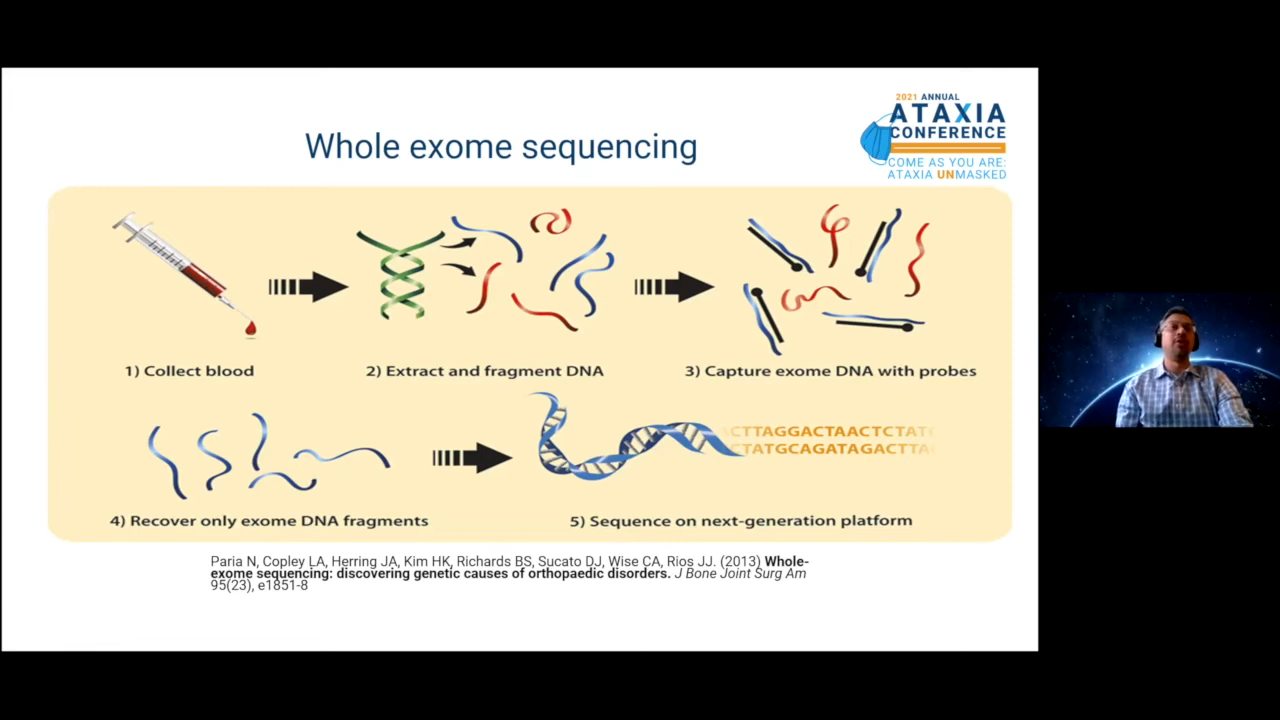 2021 ANNUAL
ATAXIA
CONFERENCE
COME AS YOU ARE:
ATAXIA UNMASKED
Whole exome sequencing
1) Collect blood
2) Extract and fragment DNA
3) Capture exome DNA with probes
CTTAGGACTAACTCTAT
CTATGCAGATAGACTTA
4) Recover only exome DNA fragments
5) Sequence on next-generation platform
Paria N, Copley LA, Herring JA, Kim HK, Richards BS, Sucato DJ, Wise CA, Rios JJ. (2013) Whole-
exome sequencing: discovering genetic causes of orthopaedic disorders. J Bone Joint Surg Am
95(23), e1851-8